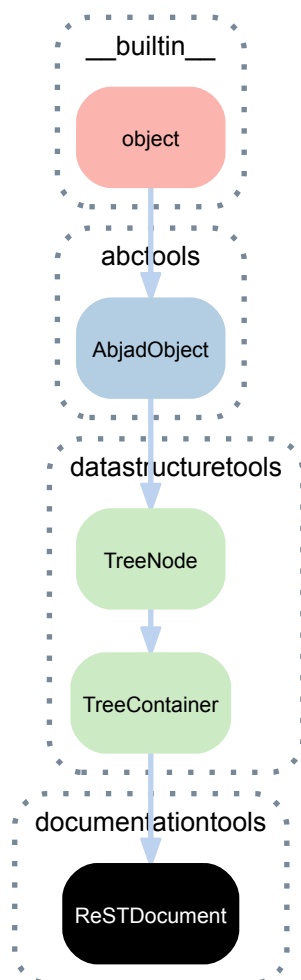 __builtin__
object
abctools
AbjadObject
datastructuretools
TreeNode
TreeContainer
documentationtools
ReSTDocument